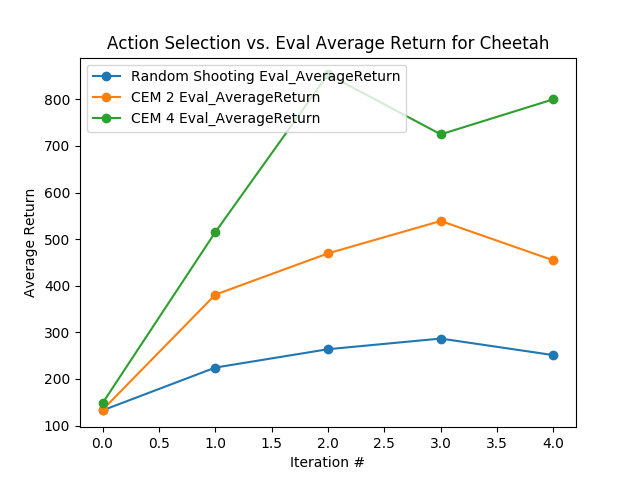 Action Selection vs. Eval Average Return for Cheetah
Random Shooting Eval_AverageReturn
CEM 2 Eval_AverageReturn
CEM 4 Eval_AverageReturn
Average Return
800
700
600
500
400
300
200
100
0.0 0.5 1.0 1.5 2.0 2.5 3.0 3.5 4.0
Iteration #